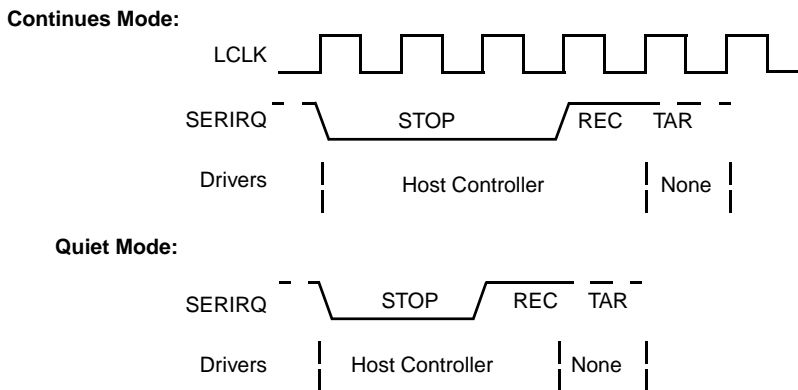 Continues Mode:
LCLK
SERIRQ STOP REC TAR
Drivers Host Controller None
Quiet Mode:
SERIRQ STOP REC TAR
Drivers Host Controller None